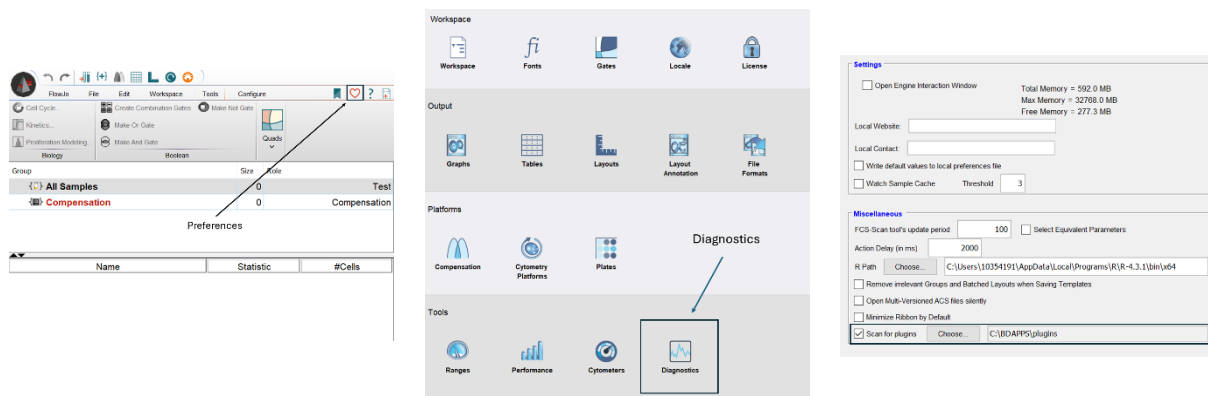 FlowJo File Edit Workspace Tools Configure
Cell Cycle... Create Combination Gates Make Not Gate
Kinetics... Make Or Gate
Proliferation Modeling... Make And Gate Quads
Biology Boolean
Group Size Role
All Samples 0 Test
Compensation 0 Compensation
Preferences
Name Statistic #Cells
Workspace
Workspace Fonts Gates Locale License
Output
Graphs Tables Layouts Layout Annotation File Formats
Platforms
Compensation Cytometry Platforms Plates
Diagnostics
Tools
Ranges Performance Cytometers Diagnostics
Settings
Open Engine Interaction Window
Total Memory = 592.0 MB
Max Memory = 32768.0 MB
Free Memory = 277.3 MB
Local Website:
Local Contact:
Write default values to local preferences file
Watch Sample Cache Threshold 3
Miscellaneous
FCS-Scan tool's update period 100 Select Equivalent Parameters
Action Delay (in ms) 2000
R Path Choose... C:\Users\10354191\AppData\Local\Programs\R\R-4.3.1\bin\x64
Remove irrelevant Groups and Batched Layouts when Saving Templates
Open Multi-Versioned ACS files silently
Minimize Ribbon by Default
Scan for plugins Choose... C:\BDAPPS\plugins